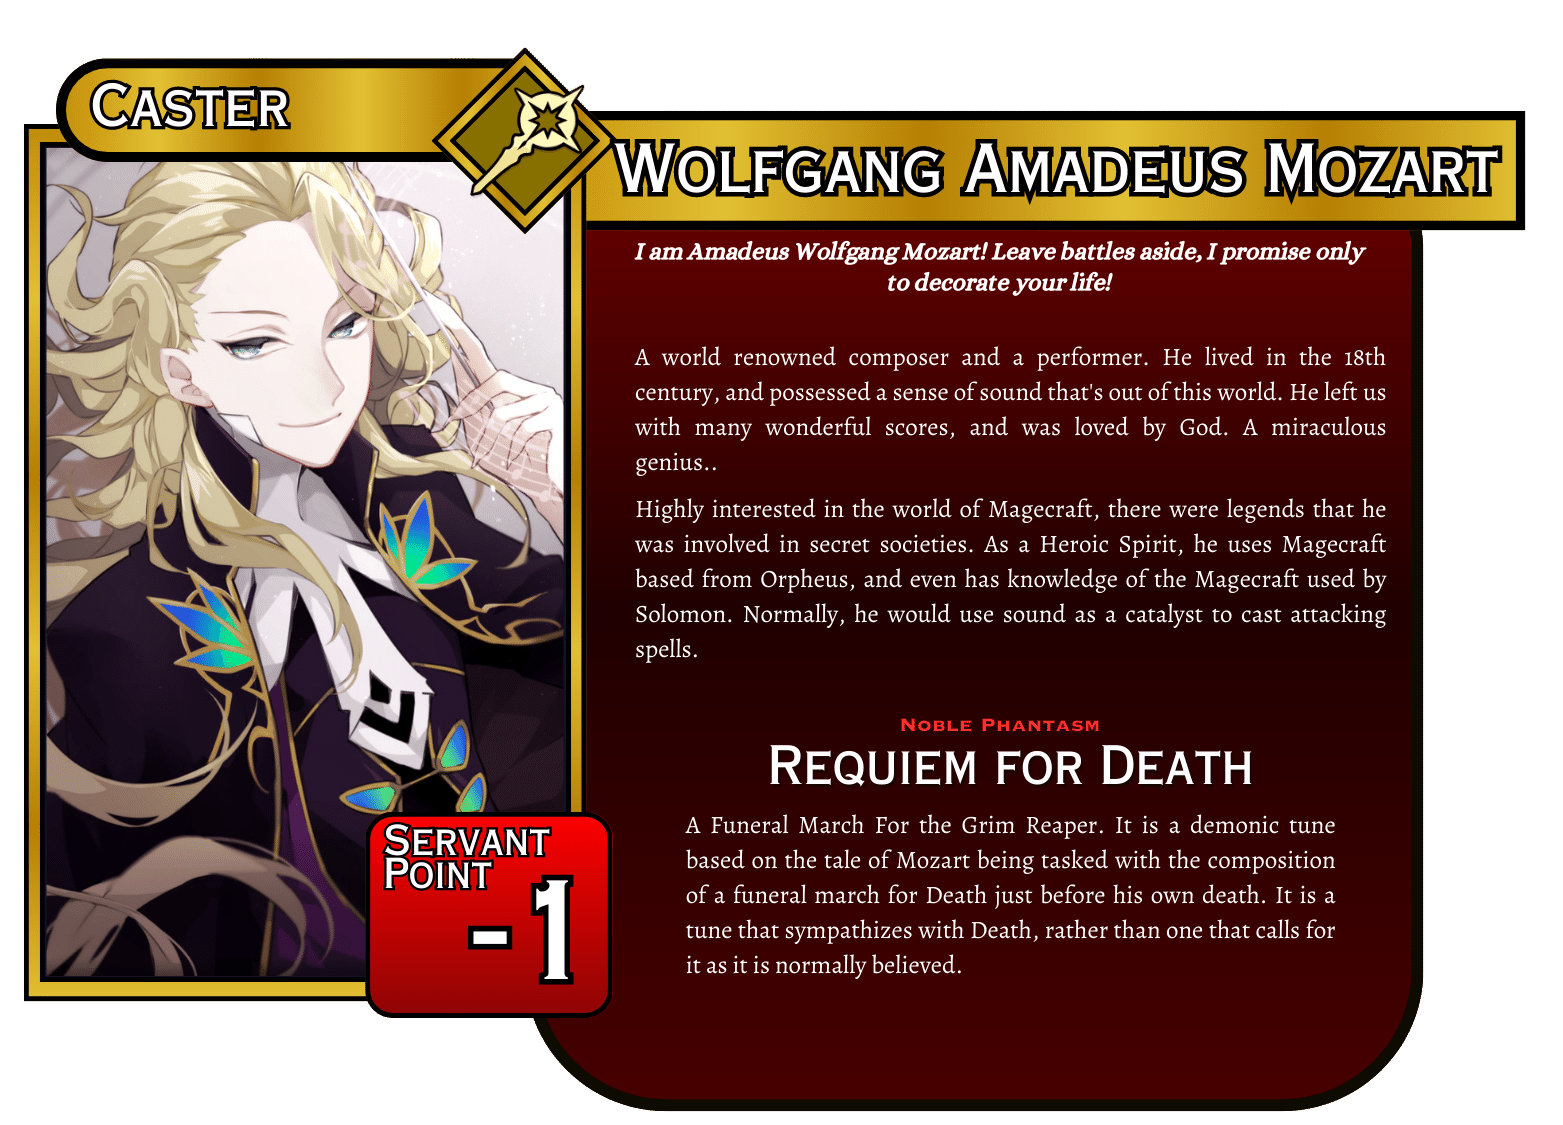 Caster
Wolfgang Amadeus Mozart
I am Amadeus Wolfgang Mozart! Leave battles aside, I promise only
to decorate your life!
A world renowned composer and a performer. He lived in the 18th
century, and possessed a sense of sound that's out of this world. He left us
with many wonderful scores, and was loved by God. A miraculous
genius..
Highly interested in the world of Magecraft, there were legends that he
was involved in secret societies. As a Heroic Spirit, he uses Magecraft
based from Orpheus, and even has knowledge of the Magecraft used by
Solomon. Normally, he would use sound as a catalyst to cast attacking
spells.
Noble Phantasm
Requiem for Death
A Funeral March For the Grim Reaper. It is a demonic tune
based on the tale of Mozart being tasked with the composition
of a funeral march for Death just before his own death. It is a
tune that sympathizes with Death, rather than one that calls for
it as it is normally believed.
Servant
Point
-1